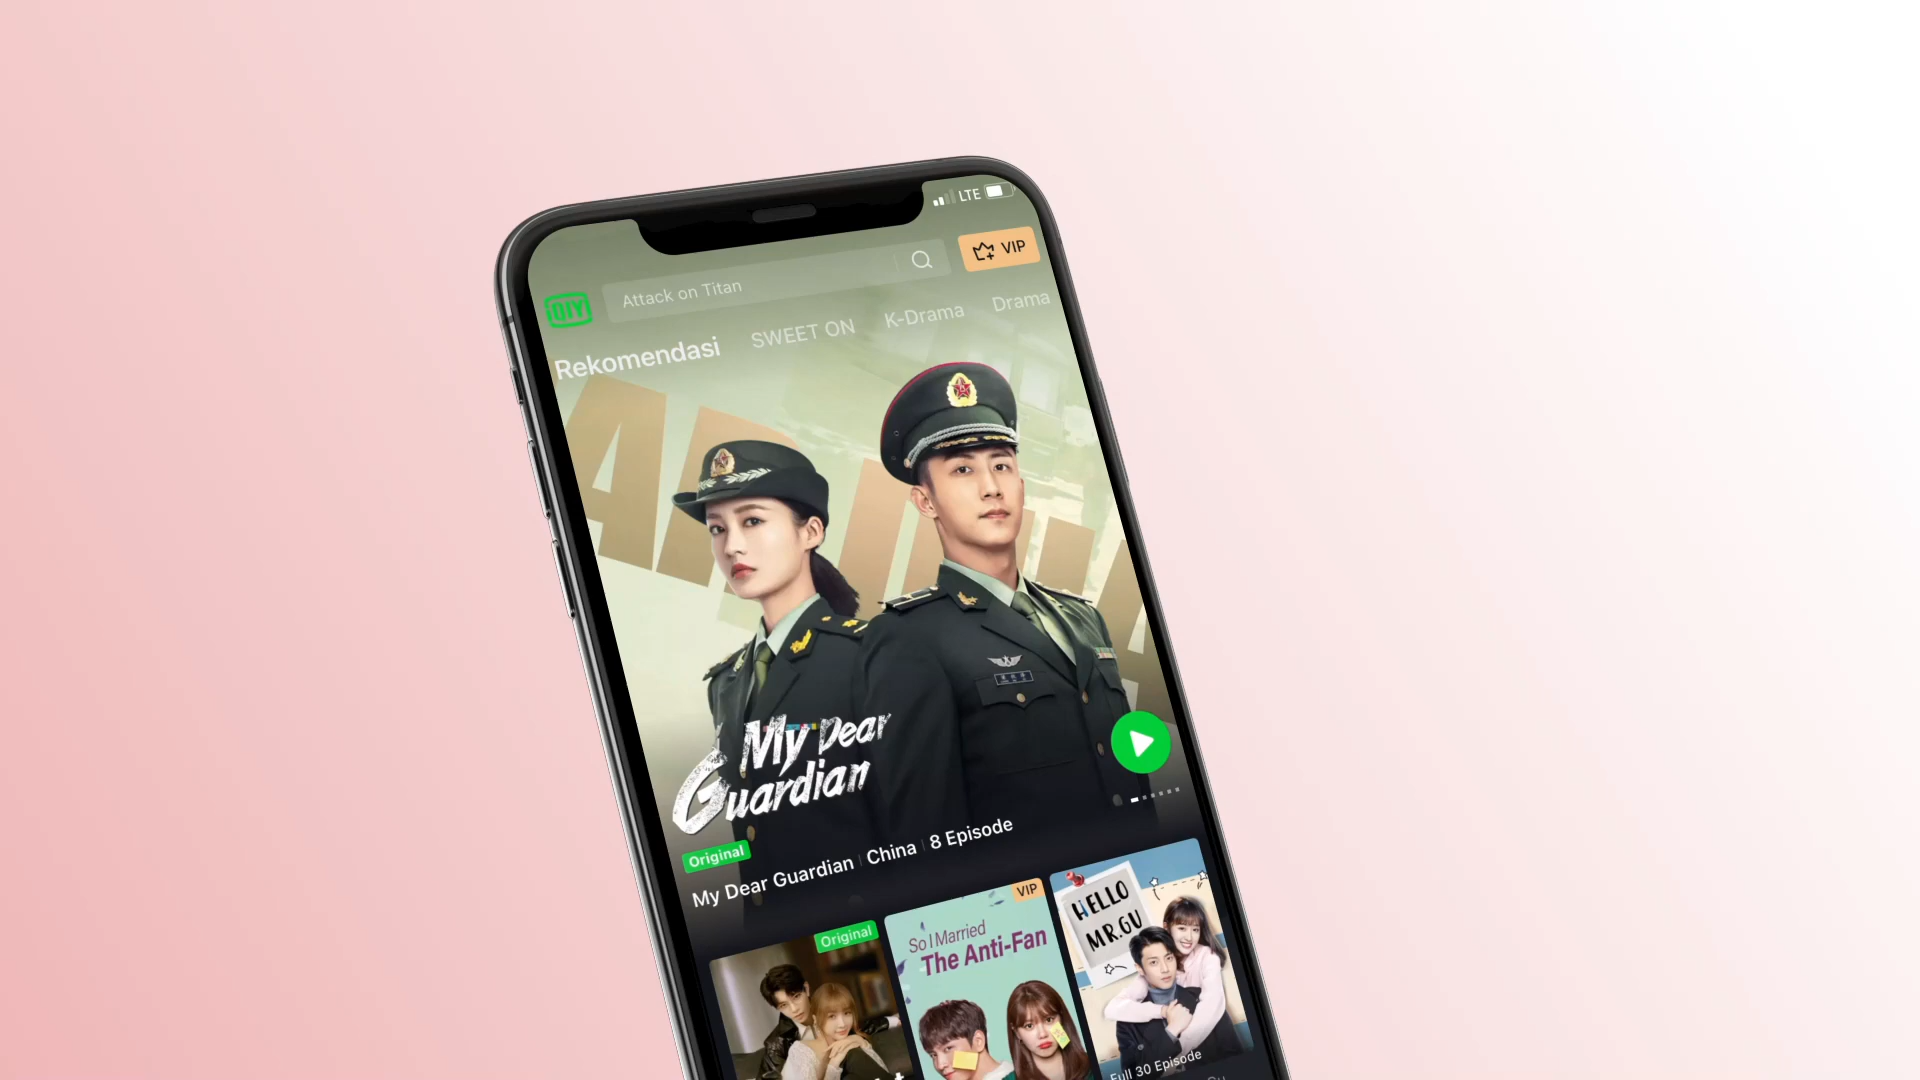 LTE
VIP
QIY
Attack on Titan
Rekomendasi
SWEET ON
K-Drama
Drama
My Dear
Guardian
Original
My Dear Guardian | China | 8 Episode
Original
VIP
So I Married
The Anti-Fan
HELLO
MR.GU
Full 30 Episode